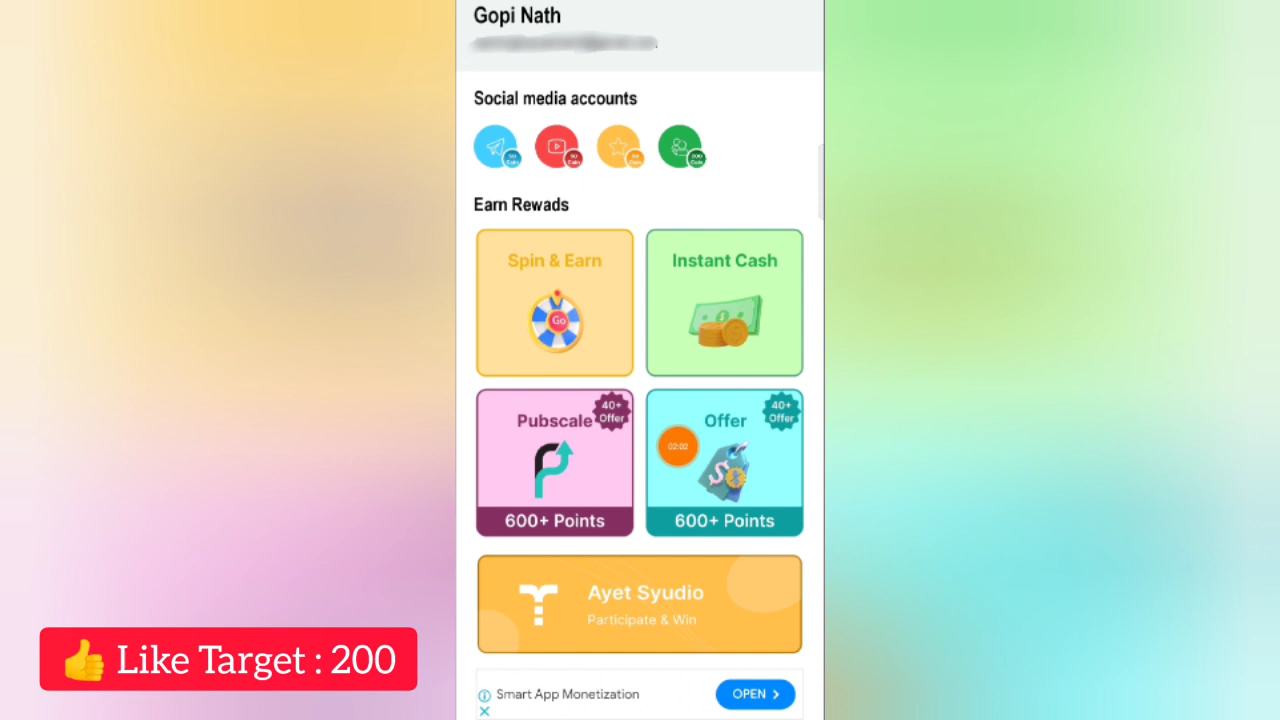 Gopi Nath
Social media accounts
Earn Rewads
Spin & Earn
Instant Cash
Go
40+
Offer
Pubscale
600+ Points
40+
Offer
Offer
02:02
600+ Points
Ayet Syudio
Participate & Win
👍 Like Target : 200
Smart App Monetization
OPEN